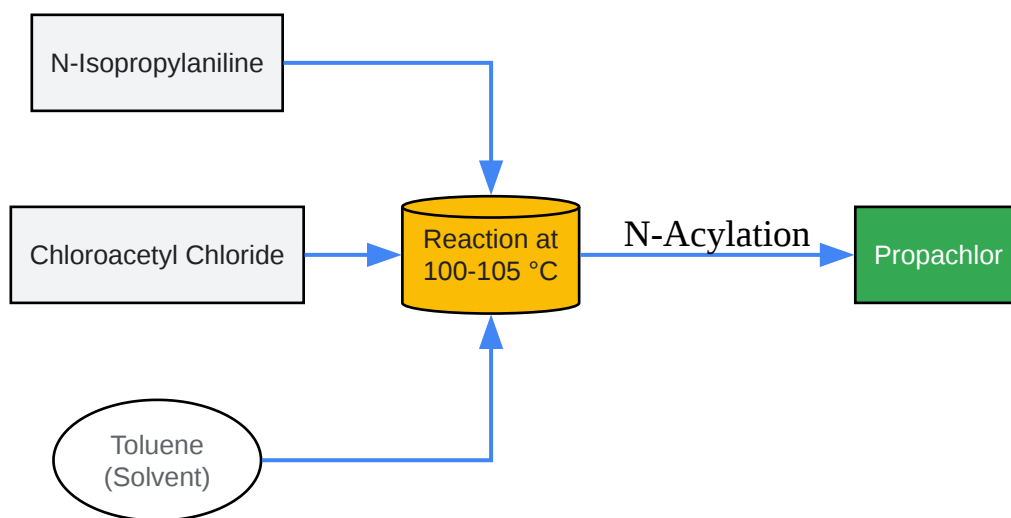 N-Isopropylaniline
Chloroacetyl Chloride
Reaction at
100-105 °C
N-Acylation
Propachlor
Toluene
(Solvent)